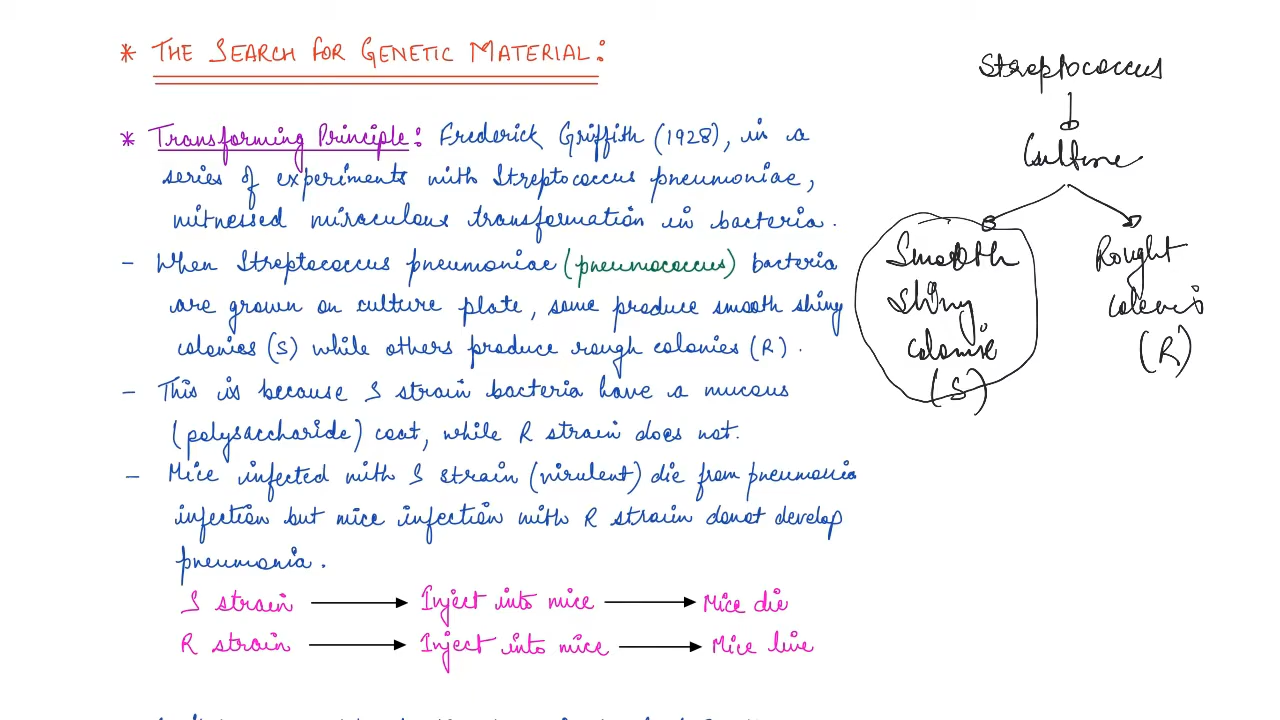 * THE SEARCH FOR GENETIC MATERIAL:
* Transforming Principle: Frederick Griffith (1928), in a
series of experiments with Streptococcus pneumoniae,
witnessed miraculous transformation in bacteria.
- When Streptococcus pneumoniae (pneumococcus) bacteria
are grown on culture plate, some produce smooth shiny
colonies (S) while others produce rough colonies (R).
- This is because S strain bacteria have a mucous
(polysaccharide) coat, while R strain does not.
- Mice infected with S strain (virulent) die from pneumonia
infection but mice infection with R strain donot develop
pneumonia.
S strain → Inject into mice → Mice die
R strain → Inject into mice → Mice live
Streptococcus
Culture
Smooth
Shiny
(S)
Rought
(R)